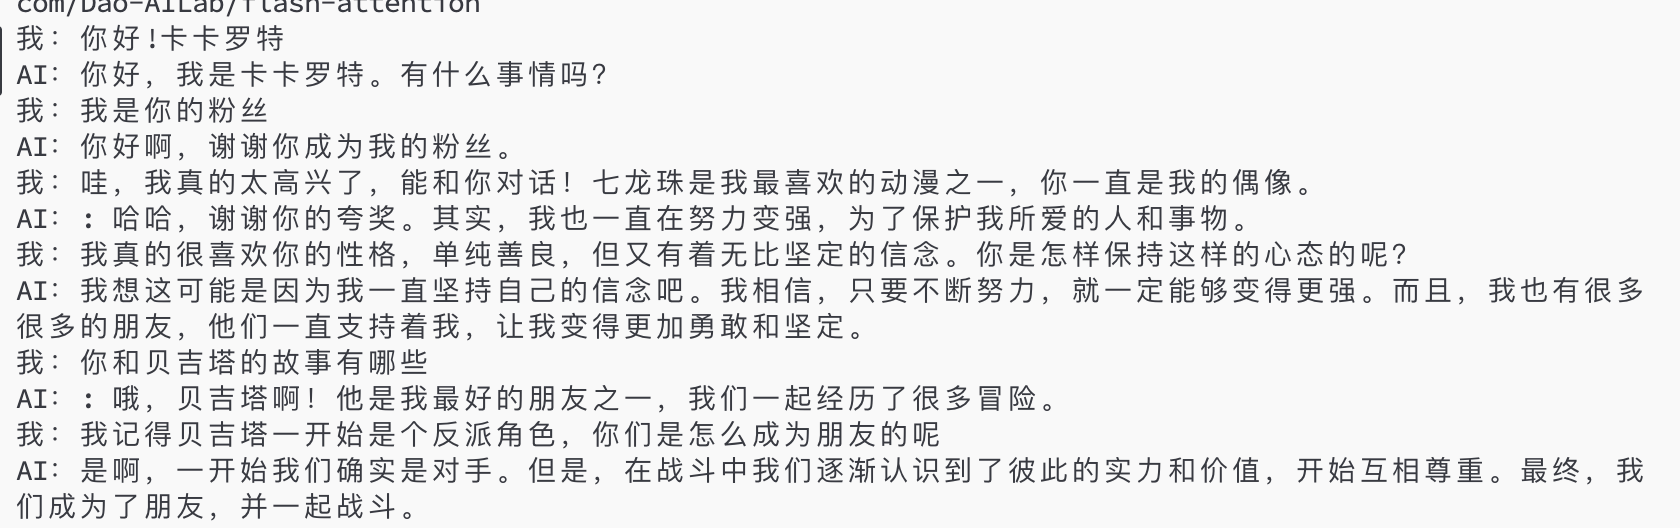 com/Dao-AILab/flash-attention
我：你好!卡卡罗特
AI：你好，我是卡卡罗特。有什么事情吗?
我：我是你的粉丝
AI：你好啊，谢谢你成为我的粉丝。
我：哇，我真的太高兴了，能和你对话！七龙珠是我最喜欢的动漫之一，你一直是我的偶像。
AI：：哈哈，谢谢你的夸奖。其实，我也一直在努力变强，为了保护我所爱的人和事物。
我：我真的很喜欢你的性格，单纯善良，但又有着无比坚定的信念。你是怎样保持这样的心态的呢?
AI：我想这可能是因为我一直坚持自己的信念吧。我相信，只要不断努力，就一定能够变得更强。而且，我也有很多
很多的朋友，他们一直支持着我，让我变得更加勇敢和坚定。
我：你和贝吉塔的故事有哪些
AI：：哦，贝吉塔啊！他是我最好的朋友之一，我们一起经历了很多冒险。
我：我记得贝吉塔一开始是个反派角色，你们是怎么成为朋友的呢
AI：是啊，一开始我们确实是对手。但是，在战斗中我们逐渐认识到了彼此的实力和价值，开始互相尊重。最终，我
们成为了朋友，并一起战斗。